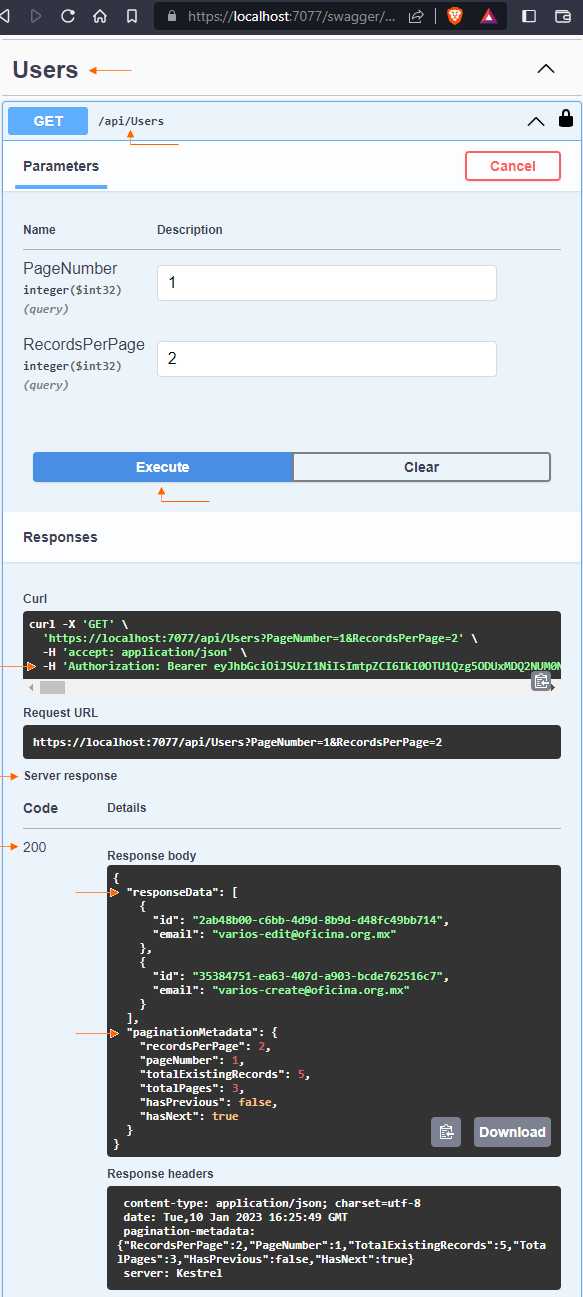 https://localhost:7077/swagger/...
Users
GET /api/Users
Parameters Cancel
Name Description
PageNumber
integer($int32)
(query)
1
RecordsPerPage
integer($int32)
(query)
2
Execute Clear
Responses
Curl
curl -X 'GET' \
'https://localhost:7077/api/Users?PageNumber=1&RecordsPerPage=2' \
-H 'accept: application/json' \
-H 'Authorization: Bearer eyJhbGciOiJSUzI1NiIsImtpZCI6IkI0OTU1Qzg5ODUxMDQ2NUM0N
Request URL
https://localhost:7077/api/Users?PageNumber=1&RecordsPerPage=2
Server response
Code Details
200
Response body
{
"responseData": [
{
"id": "2ab48b00-c6bb-4d9d-8b9d-d48fc49bb714",
"email": "varios-edit@oficina.org.mx"
},
{
"id": "35384751-ea63-407d-a903-bcde762516c7",
"email": "varios-create@oficina.org.mx"
}
],
"paginationMetadata": {
"recordsPerPage": 2,
"pageNumber": 1,
"totalExistingRecords": 5,
"totalPages": 3,
"hasPrevious": false,
"hasNext": true
}
}
Download
Response headers
content-type: application/json; charset=utf-8
date: Tue,10 Jan 2023 16:25:49 GMT
pagination-metadata:
{"RecordsPerPage":2,"PageNumber":1,"TotalExistingRecords":5,"Tota
lPages":3,"HasPrevious":false,"HasNext":true}
server: Kestrel